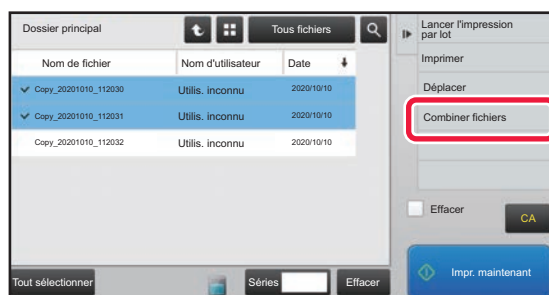 Dossier principal
Tous fichiers
Nom de fichier
Nom d'utilisateur
Date
Copy_20201010_112030
Utilis. inconnu
2020/10/10
Copy_20201010_112031
Utilis. inconnu
2020/10/10
Copy_20201010_112032
Utilis. inconnu
2020/10/10
Tout sélectionner
Séries
Effacer
Lancer l'impression
par lot
Imprimer
Déplacer
Combiner fichiers
Effacer
CA
Impr. maintenant